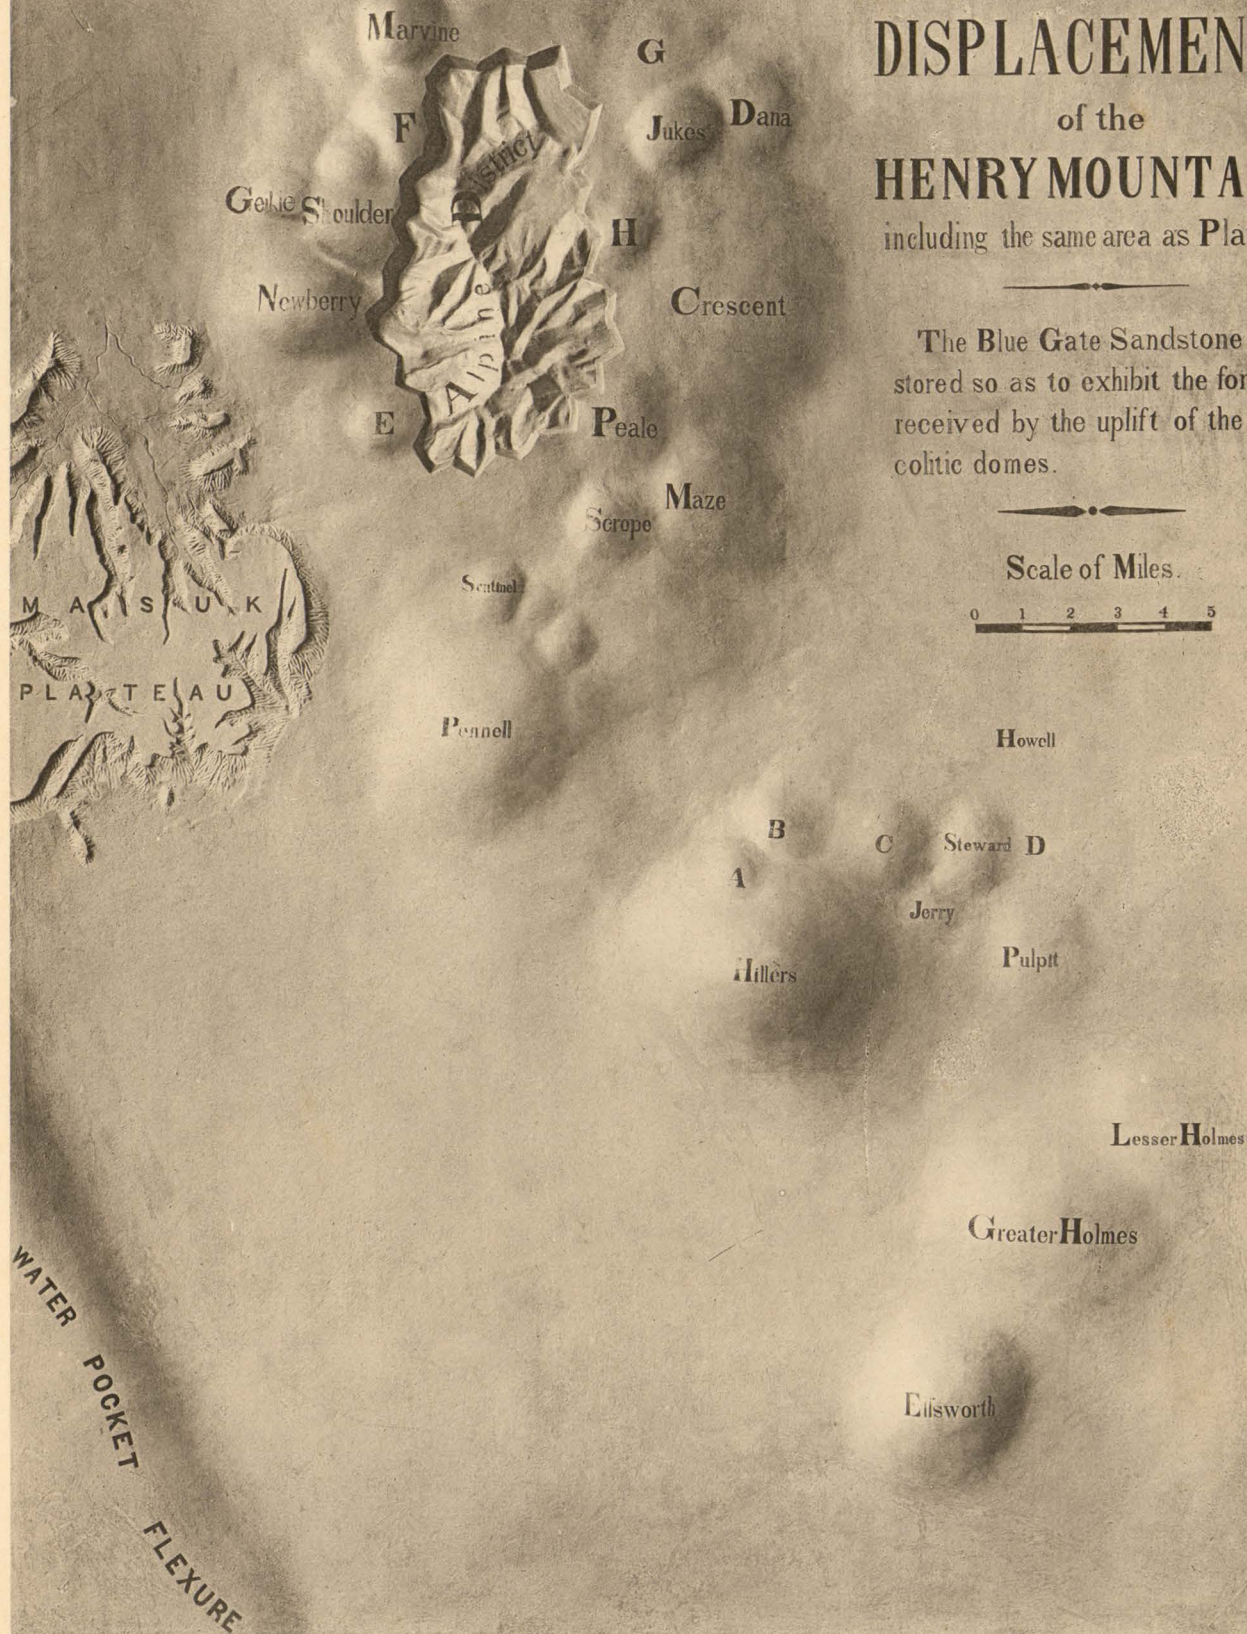 DISPLACEMEN
of the
HENRY MOUNTA
including the same area as Pla
The Blue Gate Sandstone
stored so as to exhibit the for
received by the uplift of the
colitic domes.
Scale of Miles.
0 1 2 3 4 5
Marvine
G
F
Jukes
Dana
District
Geikie
Shoulder
H
Newberry
Crescent
Alpine
E
Peale
Maze
Scrope
Sentinel
MASUK
PLATEAU
Pennell
Howell
B
C
Steward
D
A
Jerry
Hillers
Pulpit
Lesser Holmes
Greater Holmes
Ellsworth
WATER
POCKET
FLEXURE